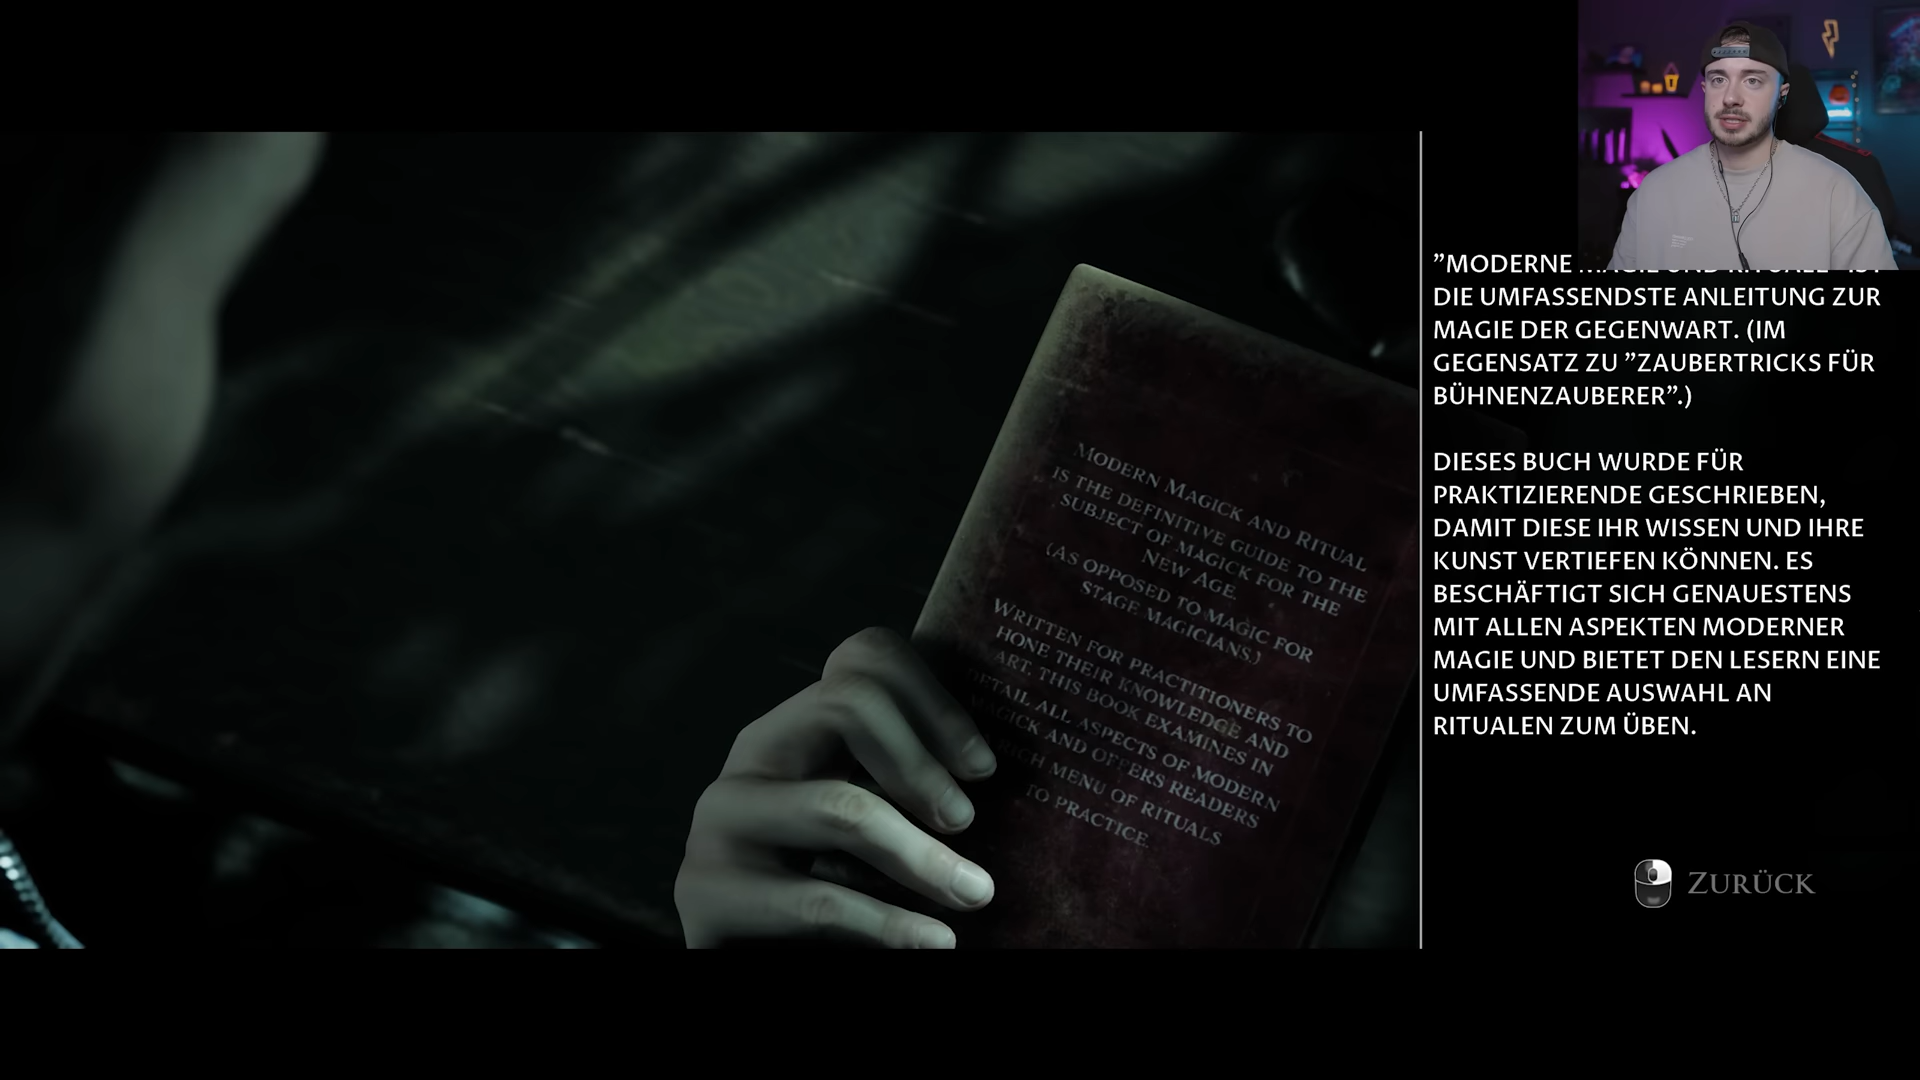 ”MODERNE MAGIE UND RITUALE” IST
DIE UMFASSENDSTE ANLEITUNG ZUR
MAGIE DER GEGENWART. (IM
GEGENSATZ ZU ”ZAUBERTRICKS FÜR
BÜHNENZAUBERER”.)
DIESES BUCH WURDE FÜR
PRAKTIZIERENDE GESCHRIEBEN,
DAMIT DIESE IHR WISSEN UND IHRE
KUNST VERTIEFEN KÖNNEN. ES
BESCHÄFTIGT SICH GENAUESTENS
MIT ALLEN ASPEKTEN MODERNER
MAGIE UND BIETET DEN LESERN EINE
UMFASSENDE AUSWAHL AN
RITUALEN ZUM ÜBEN.
ZURÜCK
MODERN MAGICK AND RITUAL
IS THE DEFINITIVE GUIDE TO THE
SUBJECT OF MAGICK FOR THE
NEW AGE.
(AS OPPOSED TO MAGIC FOR
STAGE MAGICIANS.)
WRITTEN FOR PRACTITIONERS TO
HONE THEIR KNOWLEDGE AND
ART. THIS BOOK EXAMINES IN
DETAIL ALL ASPECTS OF MODERN
MAGICK AND OFFERS READERS
A RICH MENU OF RITUALS
TO PRACTICE.